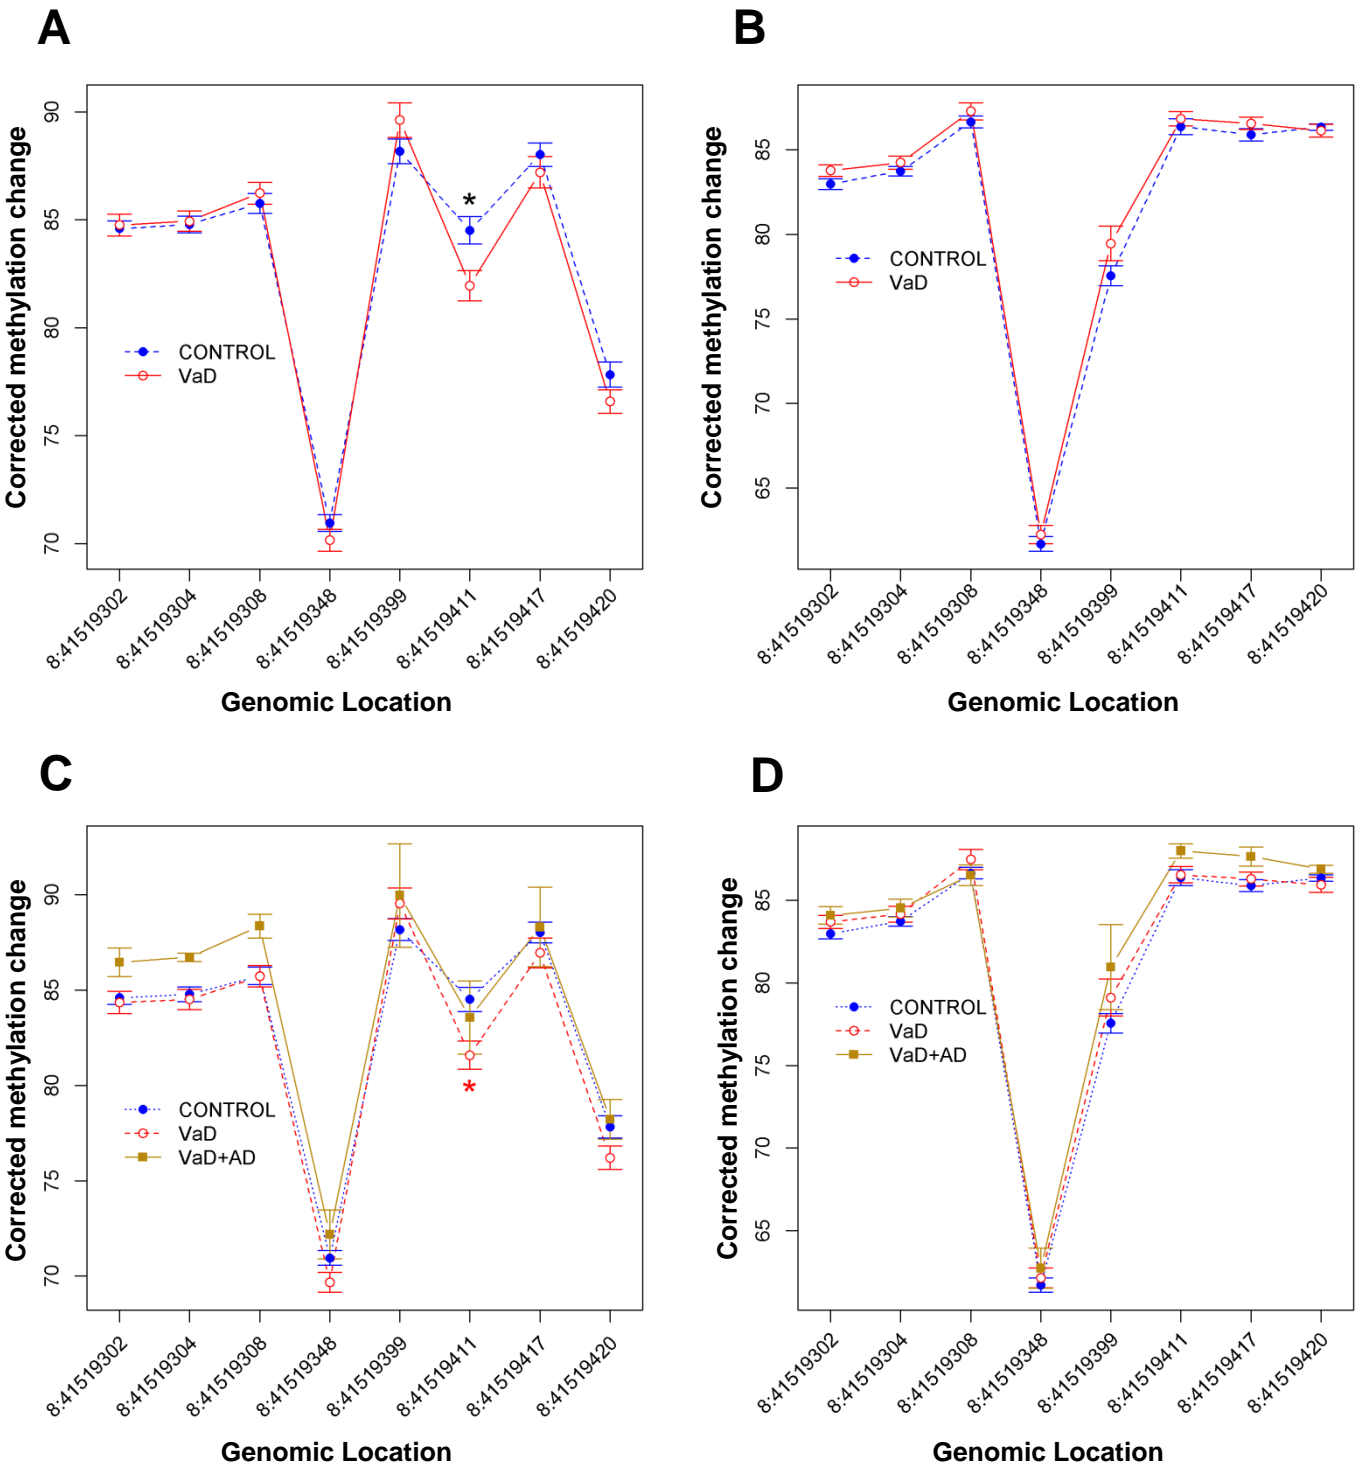 A
Corrected methylation change
90
85
80
75
70
*
CONTROL
VaD
8:41519302
8:41519304
8:41519308
8:41519348
8:41519399
8:41519411
8:41519417
8:41519420
Genomic Location
B
Corrected methylation change
85
80
75
70
65
CONTROL
VaD
8:41519302
8:41519304
8:41519308
8:41519348
8:41519399
8:41519411
8:41519417
8:41519420
Genomic Location
C
Corrected methylation change
90
85
80
75
70
*
CONTROL
VaD
VaD+AD
8:41519302
8:41519304
8:41519308
8:41519348
8:41519399
8:41519411
8:41519417
8:41519420
Genomic Location
D
Corrected methylation change
85
80
75
70
65
CONTROL
VaD
VaD+AD
8:41519302
8:41519304
8:41519308
8:41519348
8:41519399
8:41519411
8:41519417
8:41519420
Genomic Location